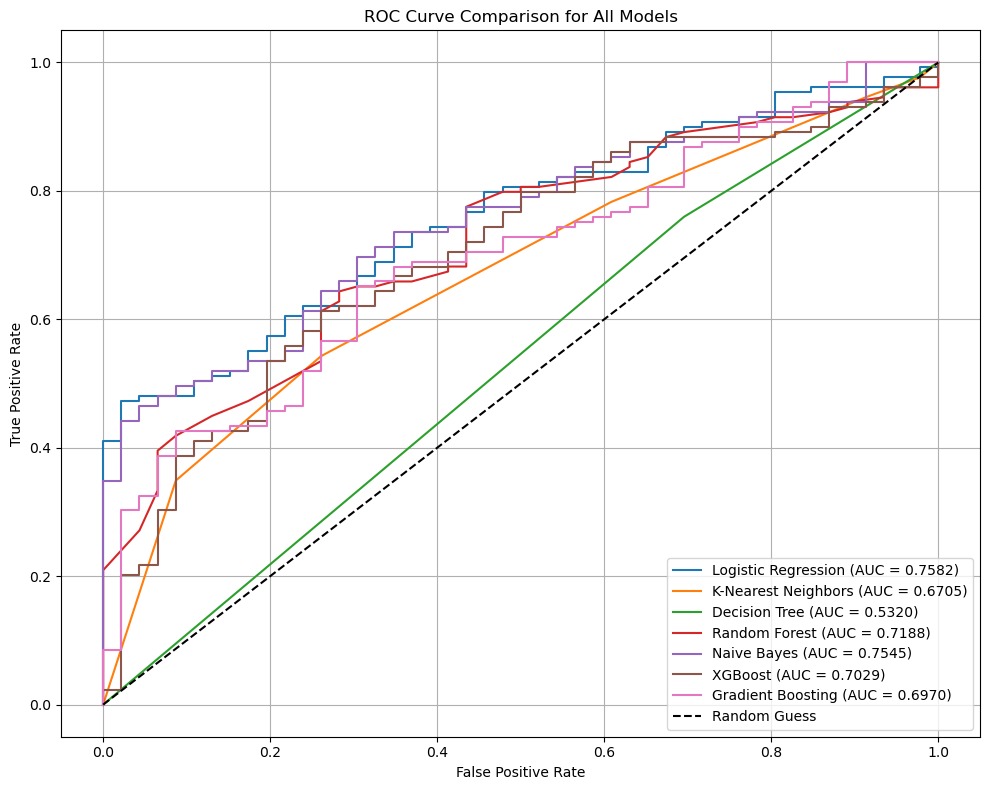 ROC Curve Comparison for All Models
True Positive Rate
1.0
0.8
0.6
0.4
0.2
0.0
0.0 0.2 0.4 0.6 0.8 1.0
False Positive Rate
Logistic Regression (AUC = 0.7582)
K-Nearest Neighbors (AUC = 0.6705)
Decision Tree (AUC = 0.5320)
Random Forest (AUC = 0.7188)
Naive Bayes (AUC = 0.7545)
XGBoost (AUC = 0.7029)
Gradient Boosting (AUC = 0.6970)
Random Guess